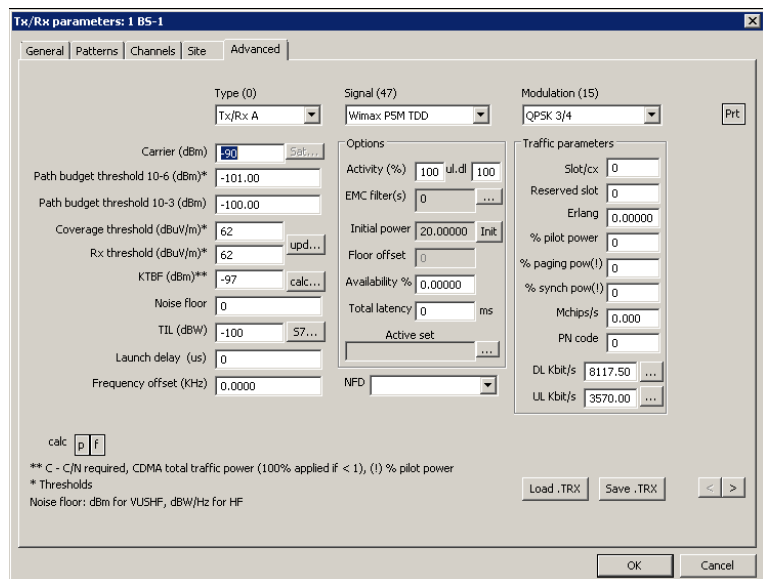 Tx/Rx parameters: 1 BS-1
General Patterns Channels Site Advanced
Type (0) Signal (47) Modulation (15)
Tx/Rx A Wimax P5M TDD QPSK 3/4 Prt
Carrier (dBm) -90 Sat...
Path budget threshold 10-6 (dBm)* -101.00
Path budget threshold 10-3 (dBm) -100.00
Coverage threshold (dBuV/m)* 62
Rx threshold (dBuV/m)* 62 upd...
KTBF (dBm)** -97 calc...
Noise floor 0
TIL (dBW) -100 S7...
Launch delay (us) 0
Frequency offset (KHz) 0.0000
Options
Activity (%) 100 ul.dl 100
EMC filter(s) 0 ...
Initial power 20.00000 Init
Floor offset 0
Availability % 0.00000
Total latency 0 ms
Active set
...
NFD
Traffic parameters
Slot/cx 0
Reserved slot 0
Erlang 0.00000
% pilot power 0
% paging pow(!) 0
% synch pow(!) 0
Mchips/s 0.000
PN code 0
DL Kbit/s 8117.50 ...
UL Kbit/s 3570.00 ...
calc p f
** C - C/N required, CDMA total traffic power (100% applied if < 1), (!) % pilot power
* Thresholds
Noise floor: dBm for VUSHF, dBW/Hz for HF
Load .TRX Save .TRX < >
OK Cancel